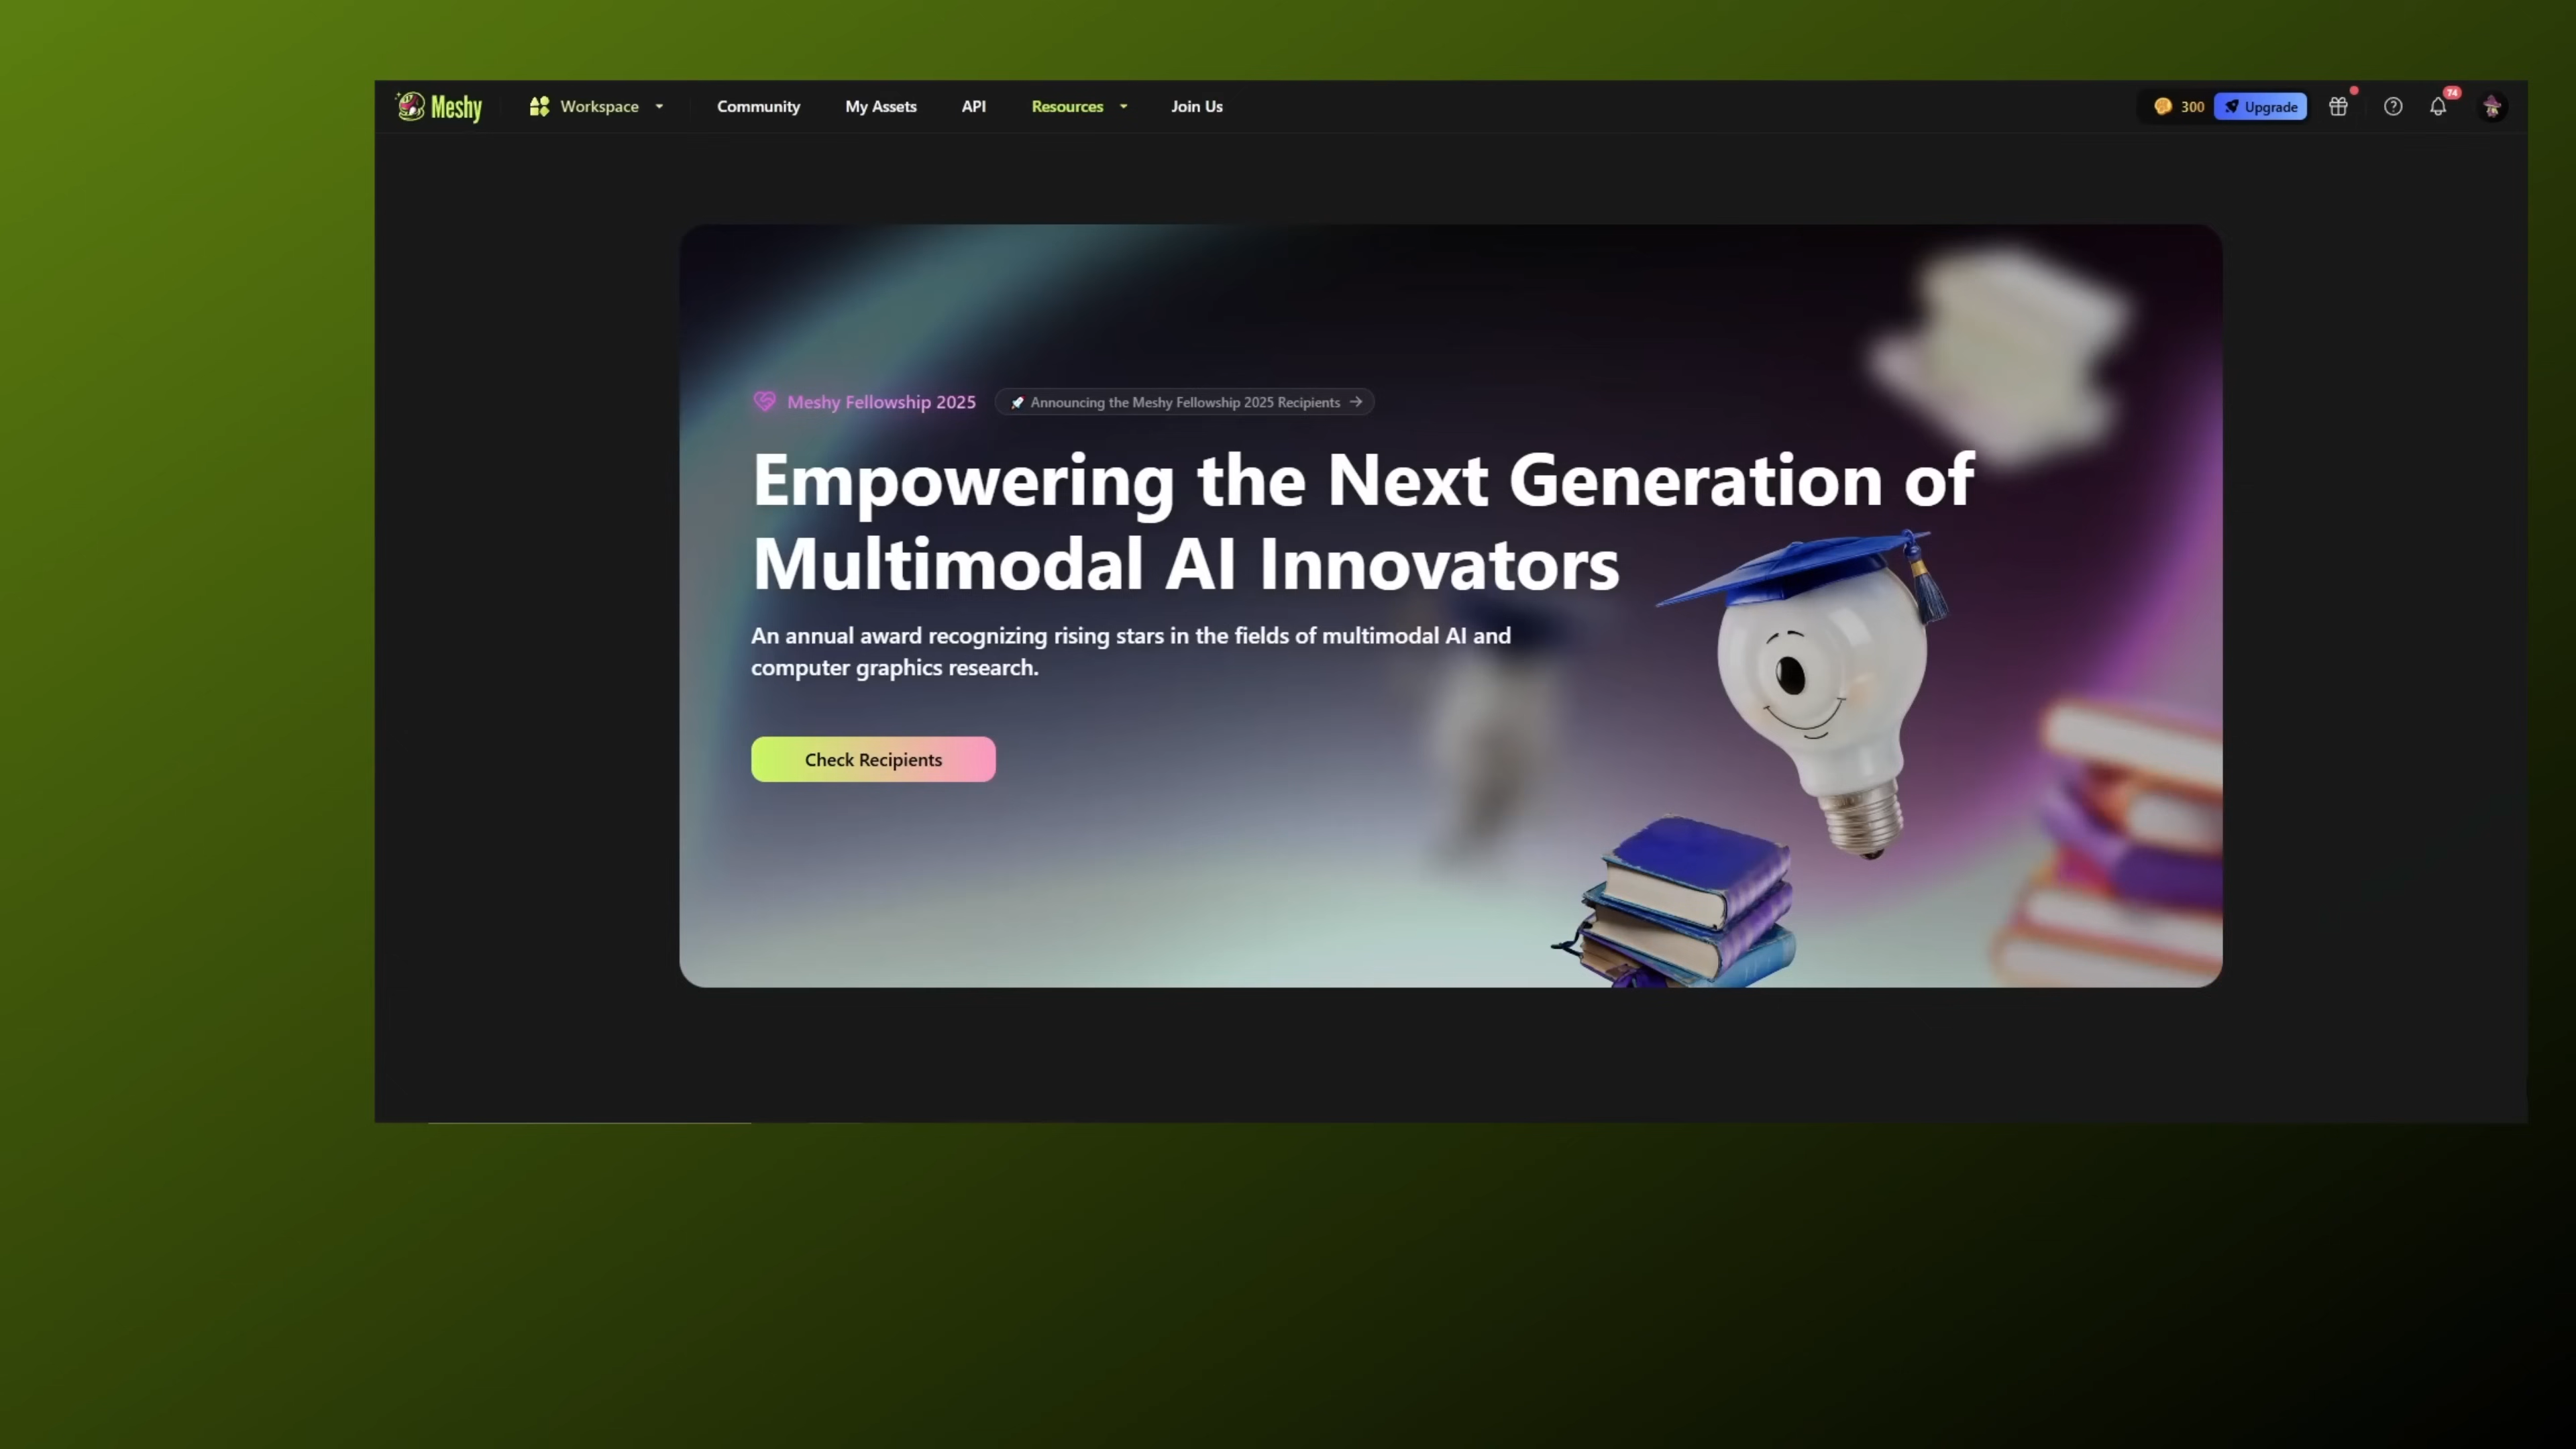 Meshy
Workspace
Community
My Assets
API
Resources
Join Us
300
Upgrade
74
Meshy Fellowship 2025
Announcing the Meshy Fellowship 2025 Recipients
Empowering the Next Generation of
Multimodal AI Innovators
An annual award recognizing rising stars in the fields of multimodal AI and
computer graphics research.
Check Recipients